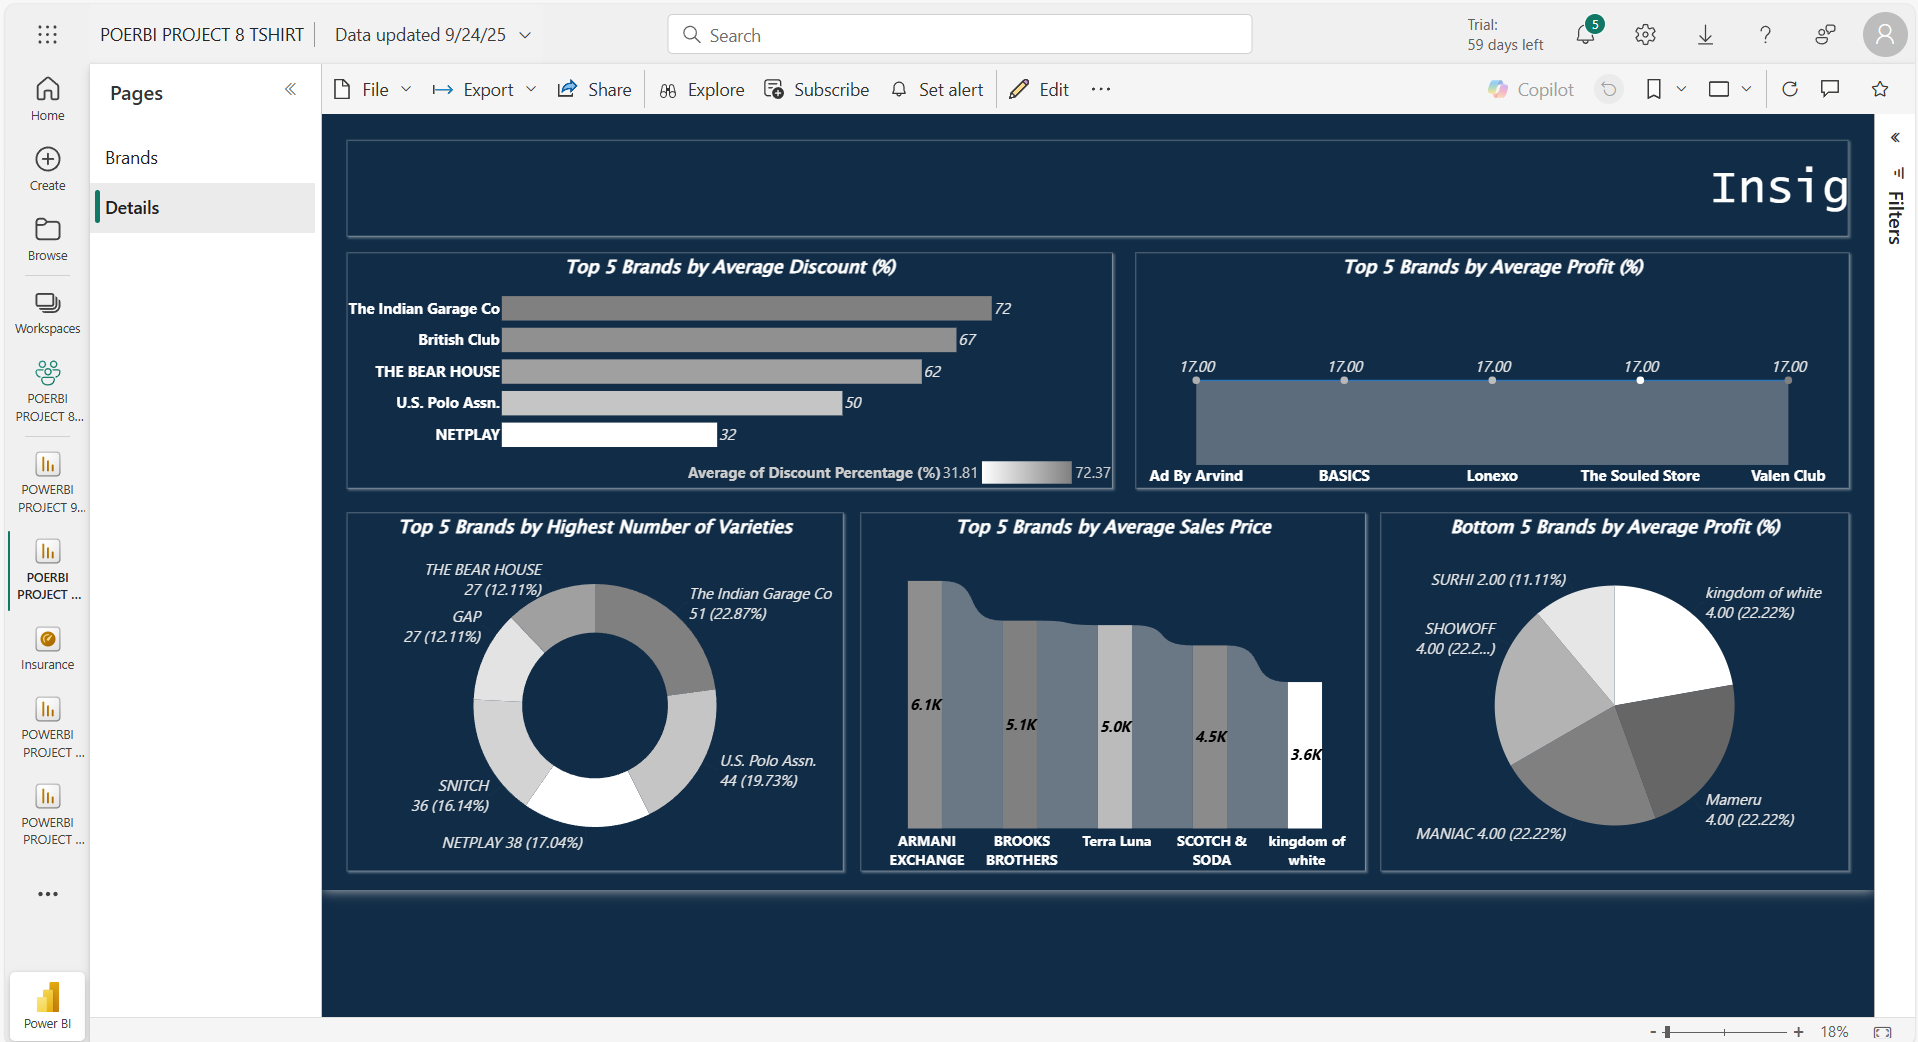 POERBI PROJECT 8 TSHIRT
Data updated 9/24/25
Search
Trial:
59 days left
5
Home
Create
Browse
Workspaces
POERBI
PROJECT 8...
POWERBI
PROJECT 9...
POERBI
PROJECT ...
Insurance
POWERBI
PROJECT ...
POWERBI
PROJECT ...
Power BI
Pages
Brands
Details
File
Export
Share
Explore
Subscribe
Set alert
Edit
Copilot
Filters
Insig
Top 5 Brands by Average Discount (%)
The Indian Garage Co 72
British Club 67
THE BEAR HOUSE 62
U.S. Polo Assn. 50
NETPLAY 32
Average of Discount Percentage (%) 31.81 72.37
Top 5 Brands by Average Profit (%)
17.00 17.00 17.00 17.00 17.00
Ad By Arvind BASICS Lonexo The Souled Store Valen Club
Top 5 Brands by Highest Number of Varieties
THE BEAR HOUSE
27 (12.11%)
The Indian Garage Co
51 (22.87%)
GAP
27 (12.11%)
U.S. Polo Assn.
44 (19.73%)
SNITCH
36 (16.14%)
NETPLAY 38 (17.04%)
Top 5 Brands by Average Sales Price
6.1K
5.1K
5.0K
4.5K
3.6K
ARMANI
EXCHANGE
BROOKS
BROTHERS
Terra Luna
SCOTCH &
SODA
kingdom of
white
Bottom 5 Brands by Average Profit (%)
SURHI 2.00 (11.11%)
kingdom of white
4.00 (22.22%)
SHOWOFF
4.00 (22.2...)
Mameru
4.00 (22.22%)
MANIAC 4.00 (22.22%)
- + 18%